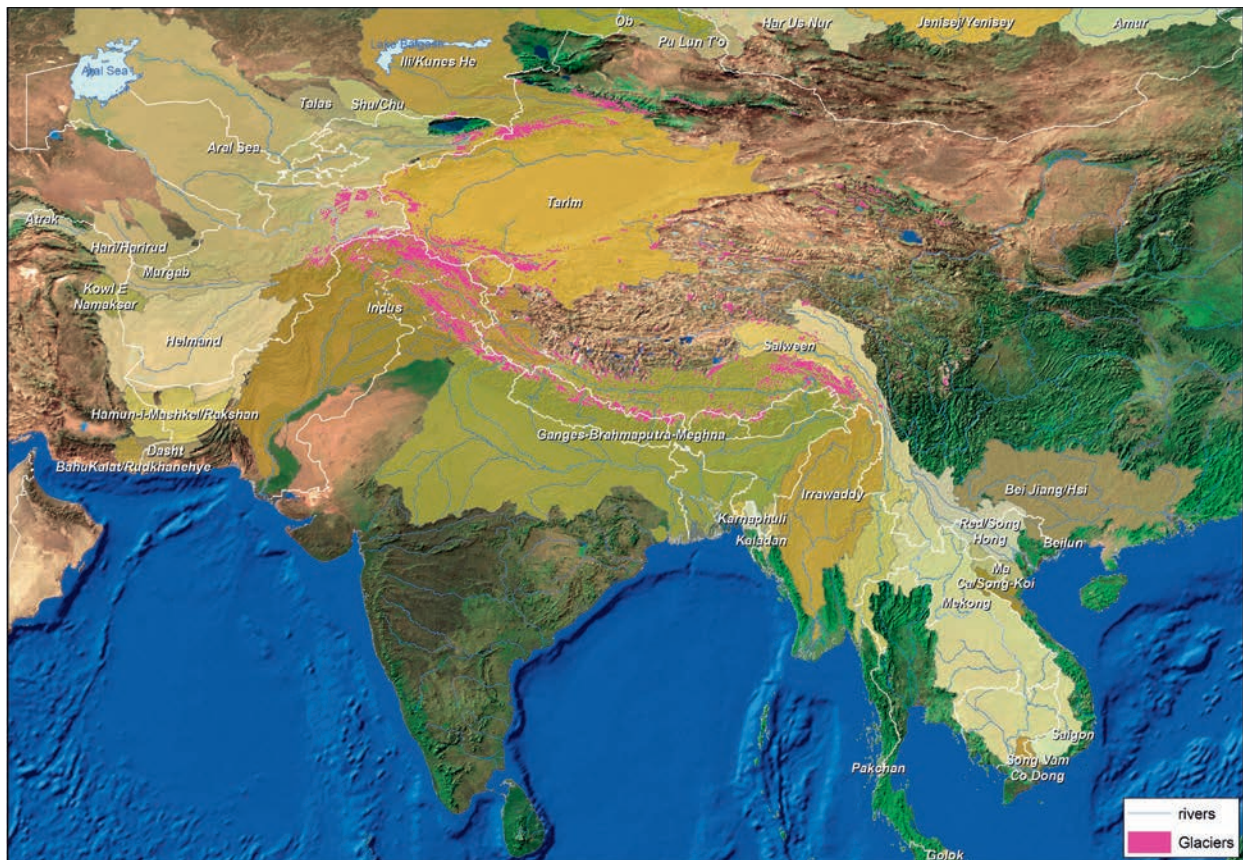 Ob
Har Us Nur
Jenisej/Yenisey
Amur
Pu Lun T'o
Lake Balqash
Ili/Kunes He
Aral Sea
Talas
Shu/Chu
Aral Sea
Tarim
Atrak
Hari/Harirud
Murgab
Kowl E
Namaksar
Indus
Helmand
Salween
Hamun-i-Mashkel/Rakshan
Dasht
BahuKalat/Rudkhanehye
Ganges-Brahmaputra-Meghna
Irrawaddy
Bei Jiang/Hsi
Karnaphuli
Kaladan
Red/Song
Hong
Beilun
Ma
Ca/Song-Koi
Mekong
Saigon
Song Vam
Co Dong
Pakchan
Golok
rivers
Glaciers